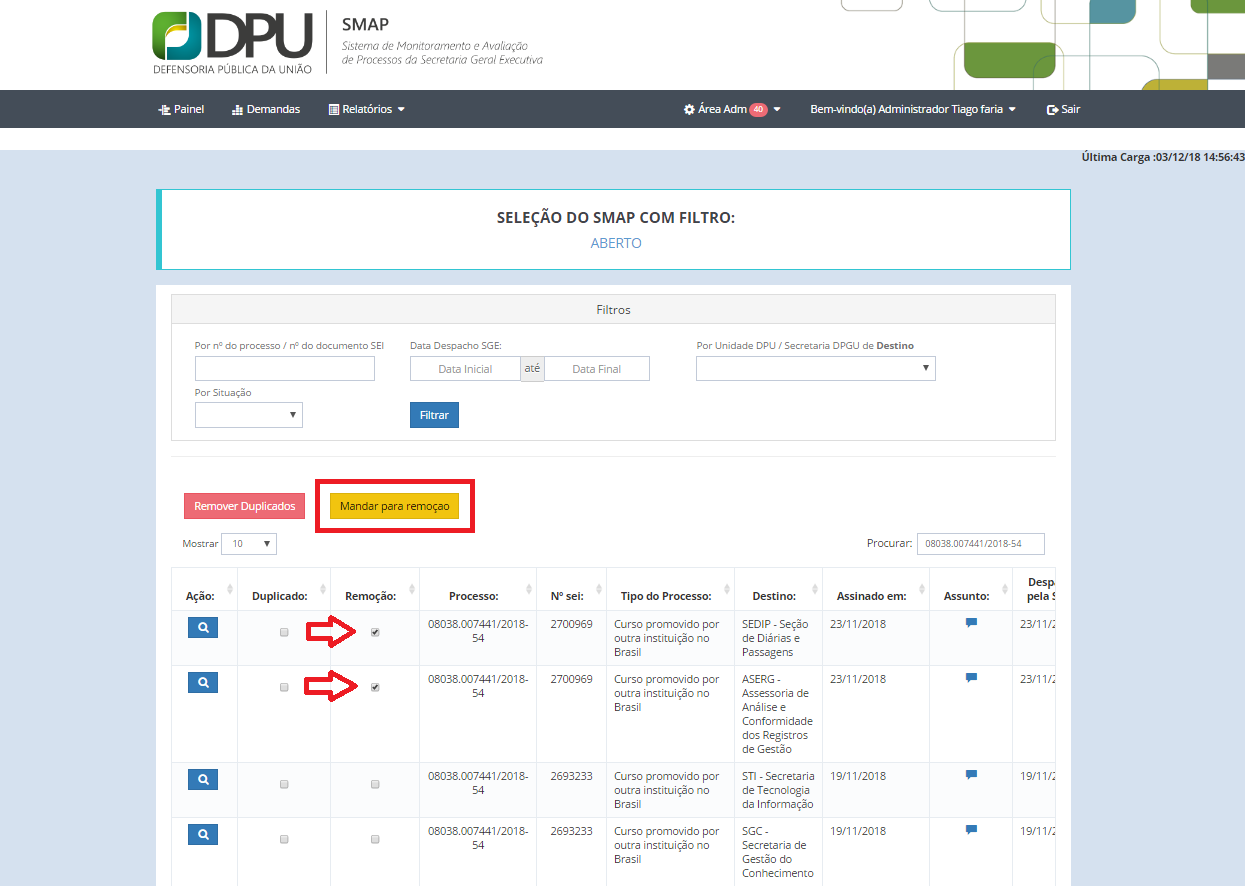 DPU
DEFENSORIA PÚBLICA DA UNIÃO
SMAP
Sistema de Monitoramento e Avaliação
de Processos da Secretaria Geral Executiva
Painel Demandas Relatórios Área Adm 40 Bem-vindo(a) Administrador Tiago faria Sair
Última Carga :03/12/18 14:56:43
SELEÇÃO DO SMAP COM FILTRO:
ABERTO
Filtros
Por nº do processo / nº do documento SEI Data Despacho SGE: Por Unidade DPU / Secretaria DPGU de Destino
Data Inicial até Data Final
Por Situação
Filtrar
Remover Duplicados Mandar para remoçao
Mostrar 10 Procurar: 08038.007441/2018-54
Ação: Duplicado: Remoção: Processo: Nº sei: Tipo do Processo: Destino: Assinado em: Assunto: Desp
pela S
08038.007441/2018- 2700969 Curso promovido por SEDIP - Seção 23/11/2018 23/11/2
54 outra instituição no de Diárias e
Brasil Passagens
08038.007441/2018- 2700969 Curso promovido por ASERG - 23/11/2018 23/11/2
54 outra instituição no Assessoria de
Brasil Análise e
Conformidade
dos Registros
de Gestão
08038.007441/2018- 2693233 Curso promovido por STI - Secretaria 19/11/2018 19/11/2
54 outra instituição no de Tecnologia
Brasil da Informação
08038.007441/2018- 2693233 Curso promovido por SGC - 19/11/2018 19/11/2
54 outra instituição no Secretaria de
Brasil Gestão do
Conhecimento